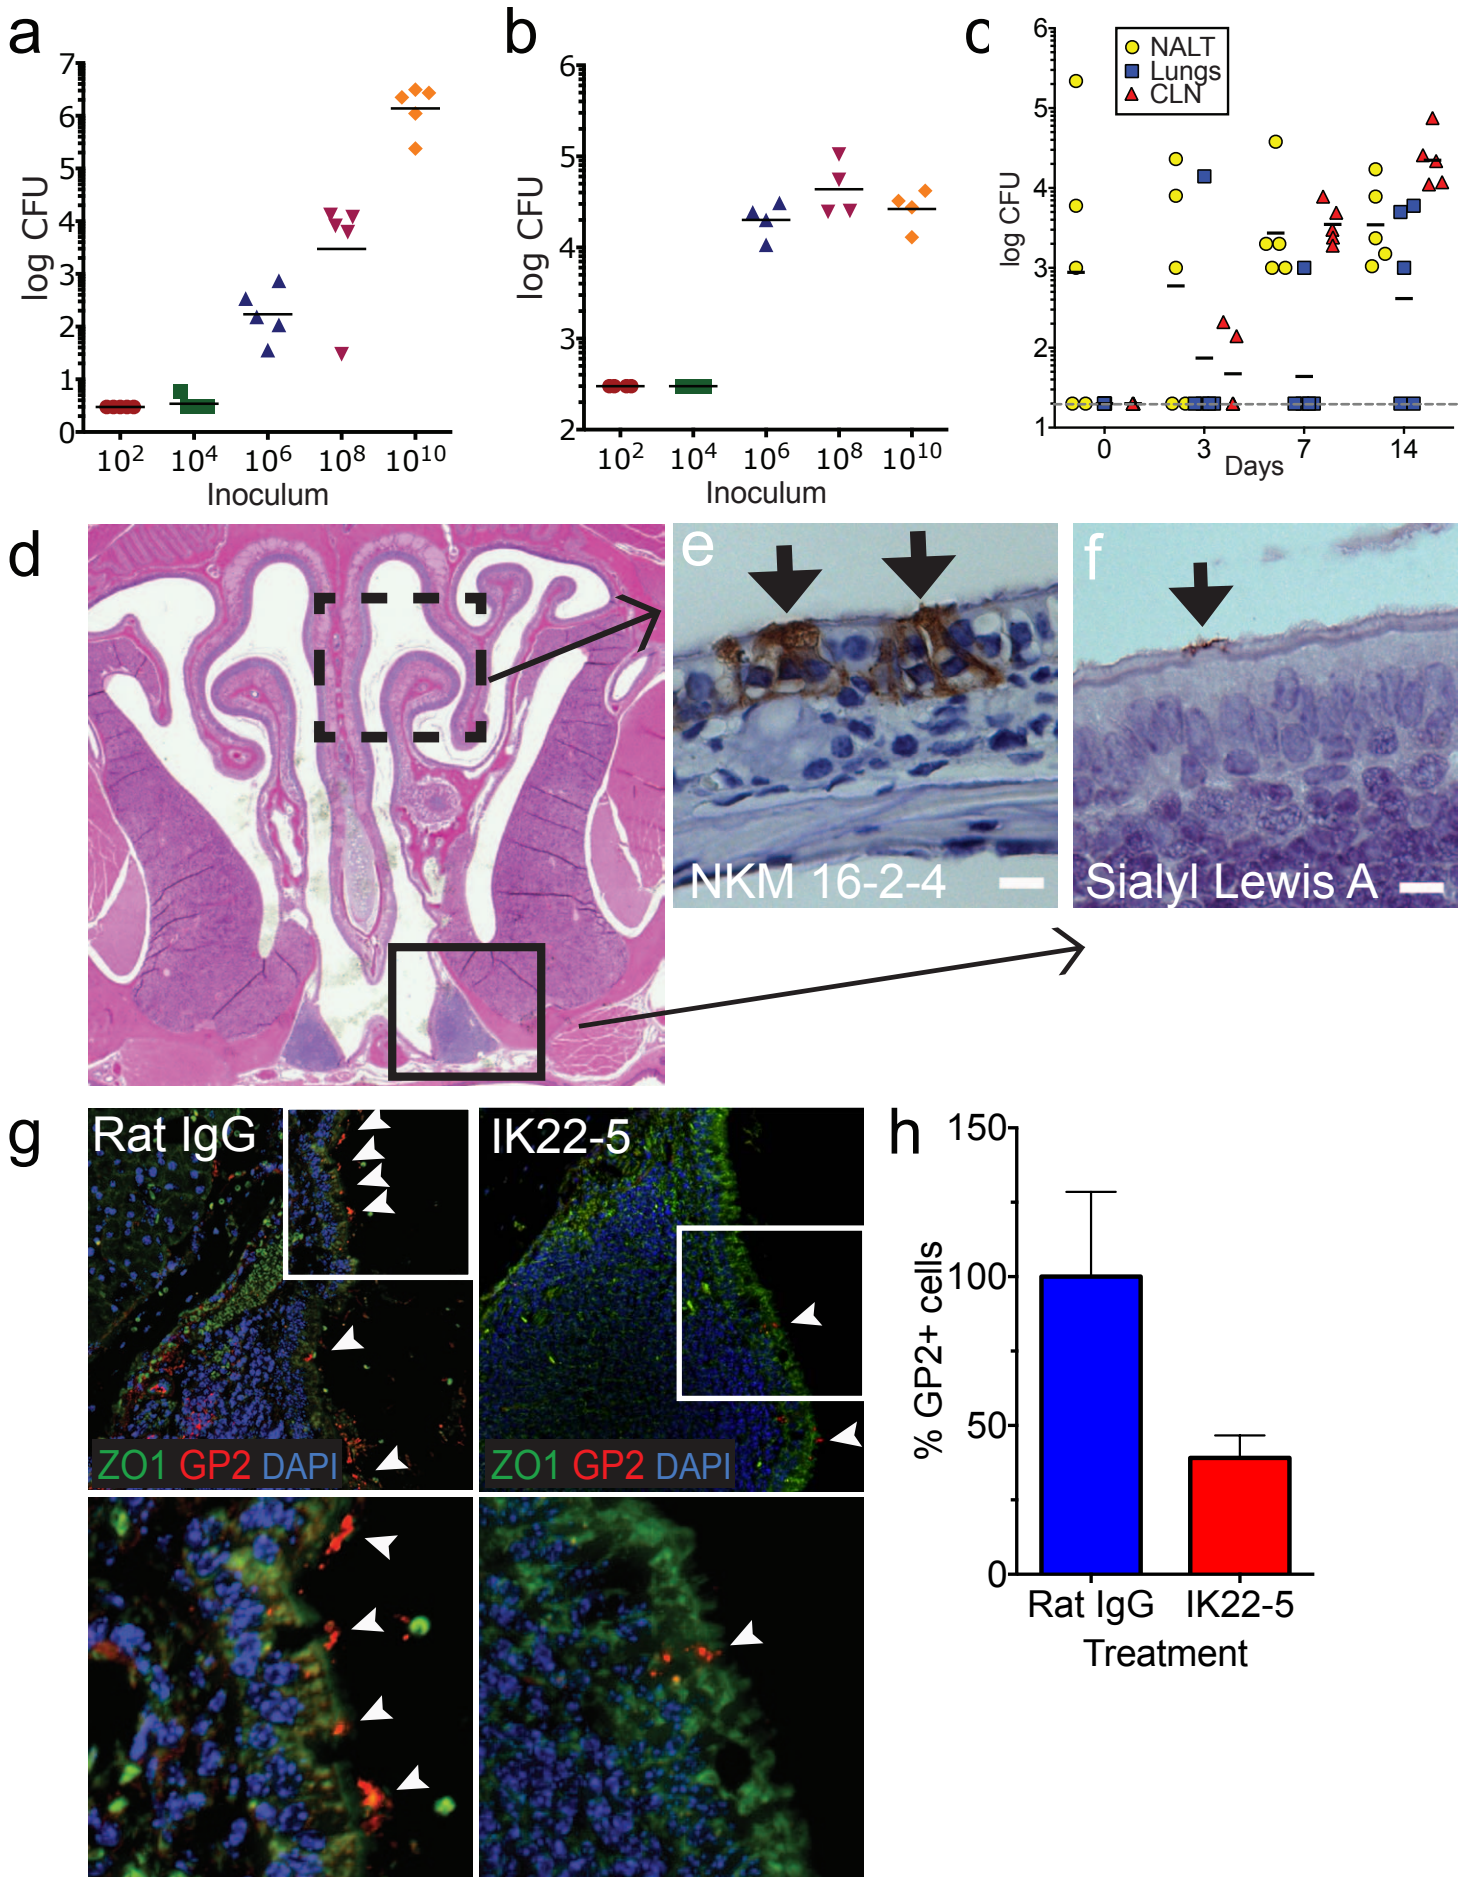 a
7
6
5
4
3
2
1
0
log CFU
10²
10⁴
10⁶
10⁸
10¹⁰
Inoculum
b
6
5
4
3
2
log CFU
10²
10⁴
10⁶
10⁸
10¹⁰
Inoculum
c
6
5
4
3
2
1
log CFU
NALT
Lungs
CLN
0
3
7
14
Days
d
e
NKM 16-2-4
f
Sialyl Lewis A
g
Rat IgG
ZO1 GP2 DAPI
IK22-5
ZO1 GP2 DAPI
h
150
100
50
0
% GP2+ cells
Rat IgG
IK22-5
Treatment